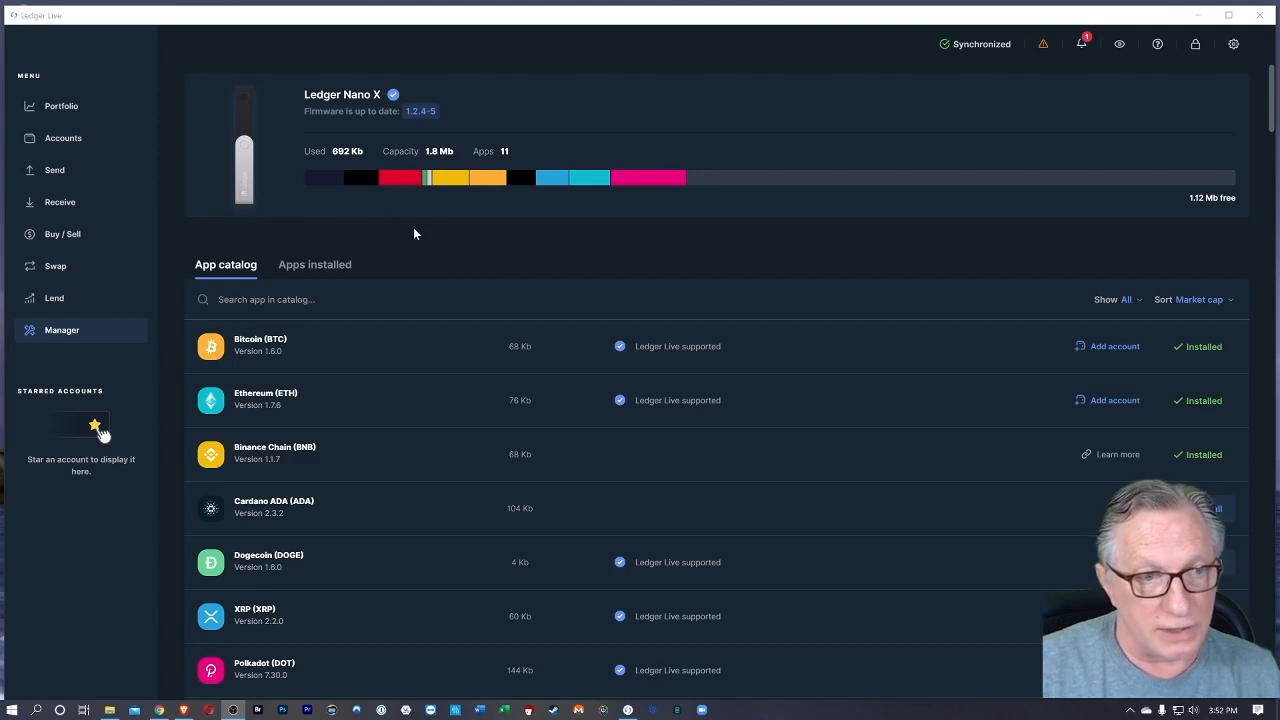 Ledger Live
Synchronized
1
MENU
Portfolio
Accounts
Send
Receive
Buy / Sell
Swap
Lend
Manager
STARRED ACCOUNTS
Star an account to display it
here.
Ledger Nano X
Firmware is up to date: 1.2.4-5
Used 692 Kb Capacity 1.8 Mb Apps 11
1.12 Mb free
App catalog Apps installed
Search app in catalog...
Show All Sort Market cap
Bitcoin (BTC)
Version 1.6.0
68 Kb Ledger Live supported Add account Installed
Ethereum (ETH)
Version 1.7.6
76 Kb Ledger Live supported Add account Installed
Binance Chain (BNB)
Version 1.1.7
68 Kb Learn more Installed
Cardano ADA (ADA)
Version 2.3.2
104 Kb
Dogecoin (DOGE)
Version 1.6.0
4 Kb Ledger Live supported
XRP (XRP)
Version 2.2.0
60 Kb Ledger Live supported
Polkadot (DOT)
Version 7.30.0
144 Kb Ledger Live supported
Br Ps Pr
3:52 PM